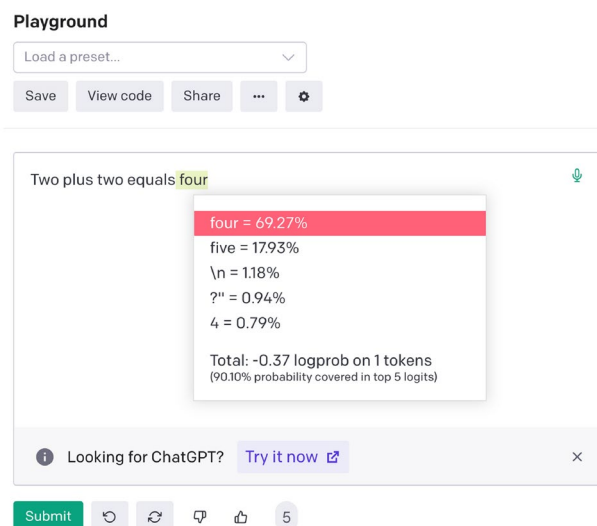 Playground
Load a preset...
Save View code Share ...
Two plus two equals four
four = 69.27%
five = 17.93%
\n = 1.18%
?" = 0.94%
4 = 0.79%
Total: -0.37 logprob on 1 tokens
(90.10% probability covered in top 5 logits)
Looking for ChatGPT? Try it now
Submit 5